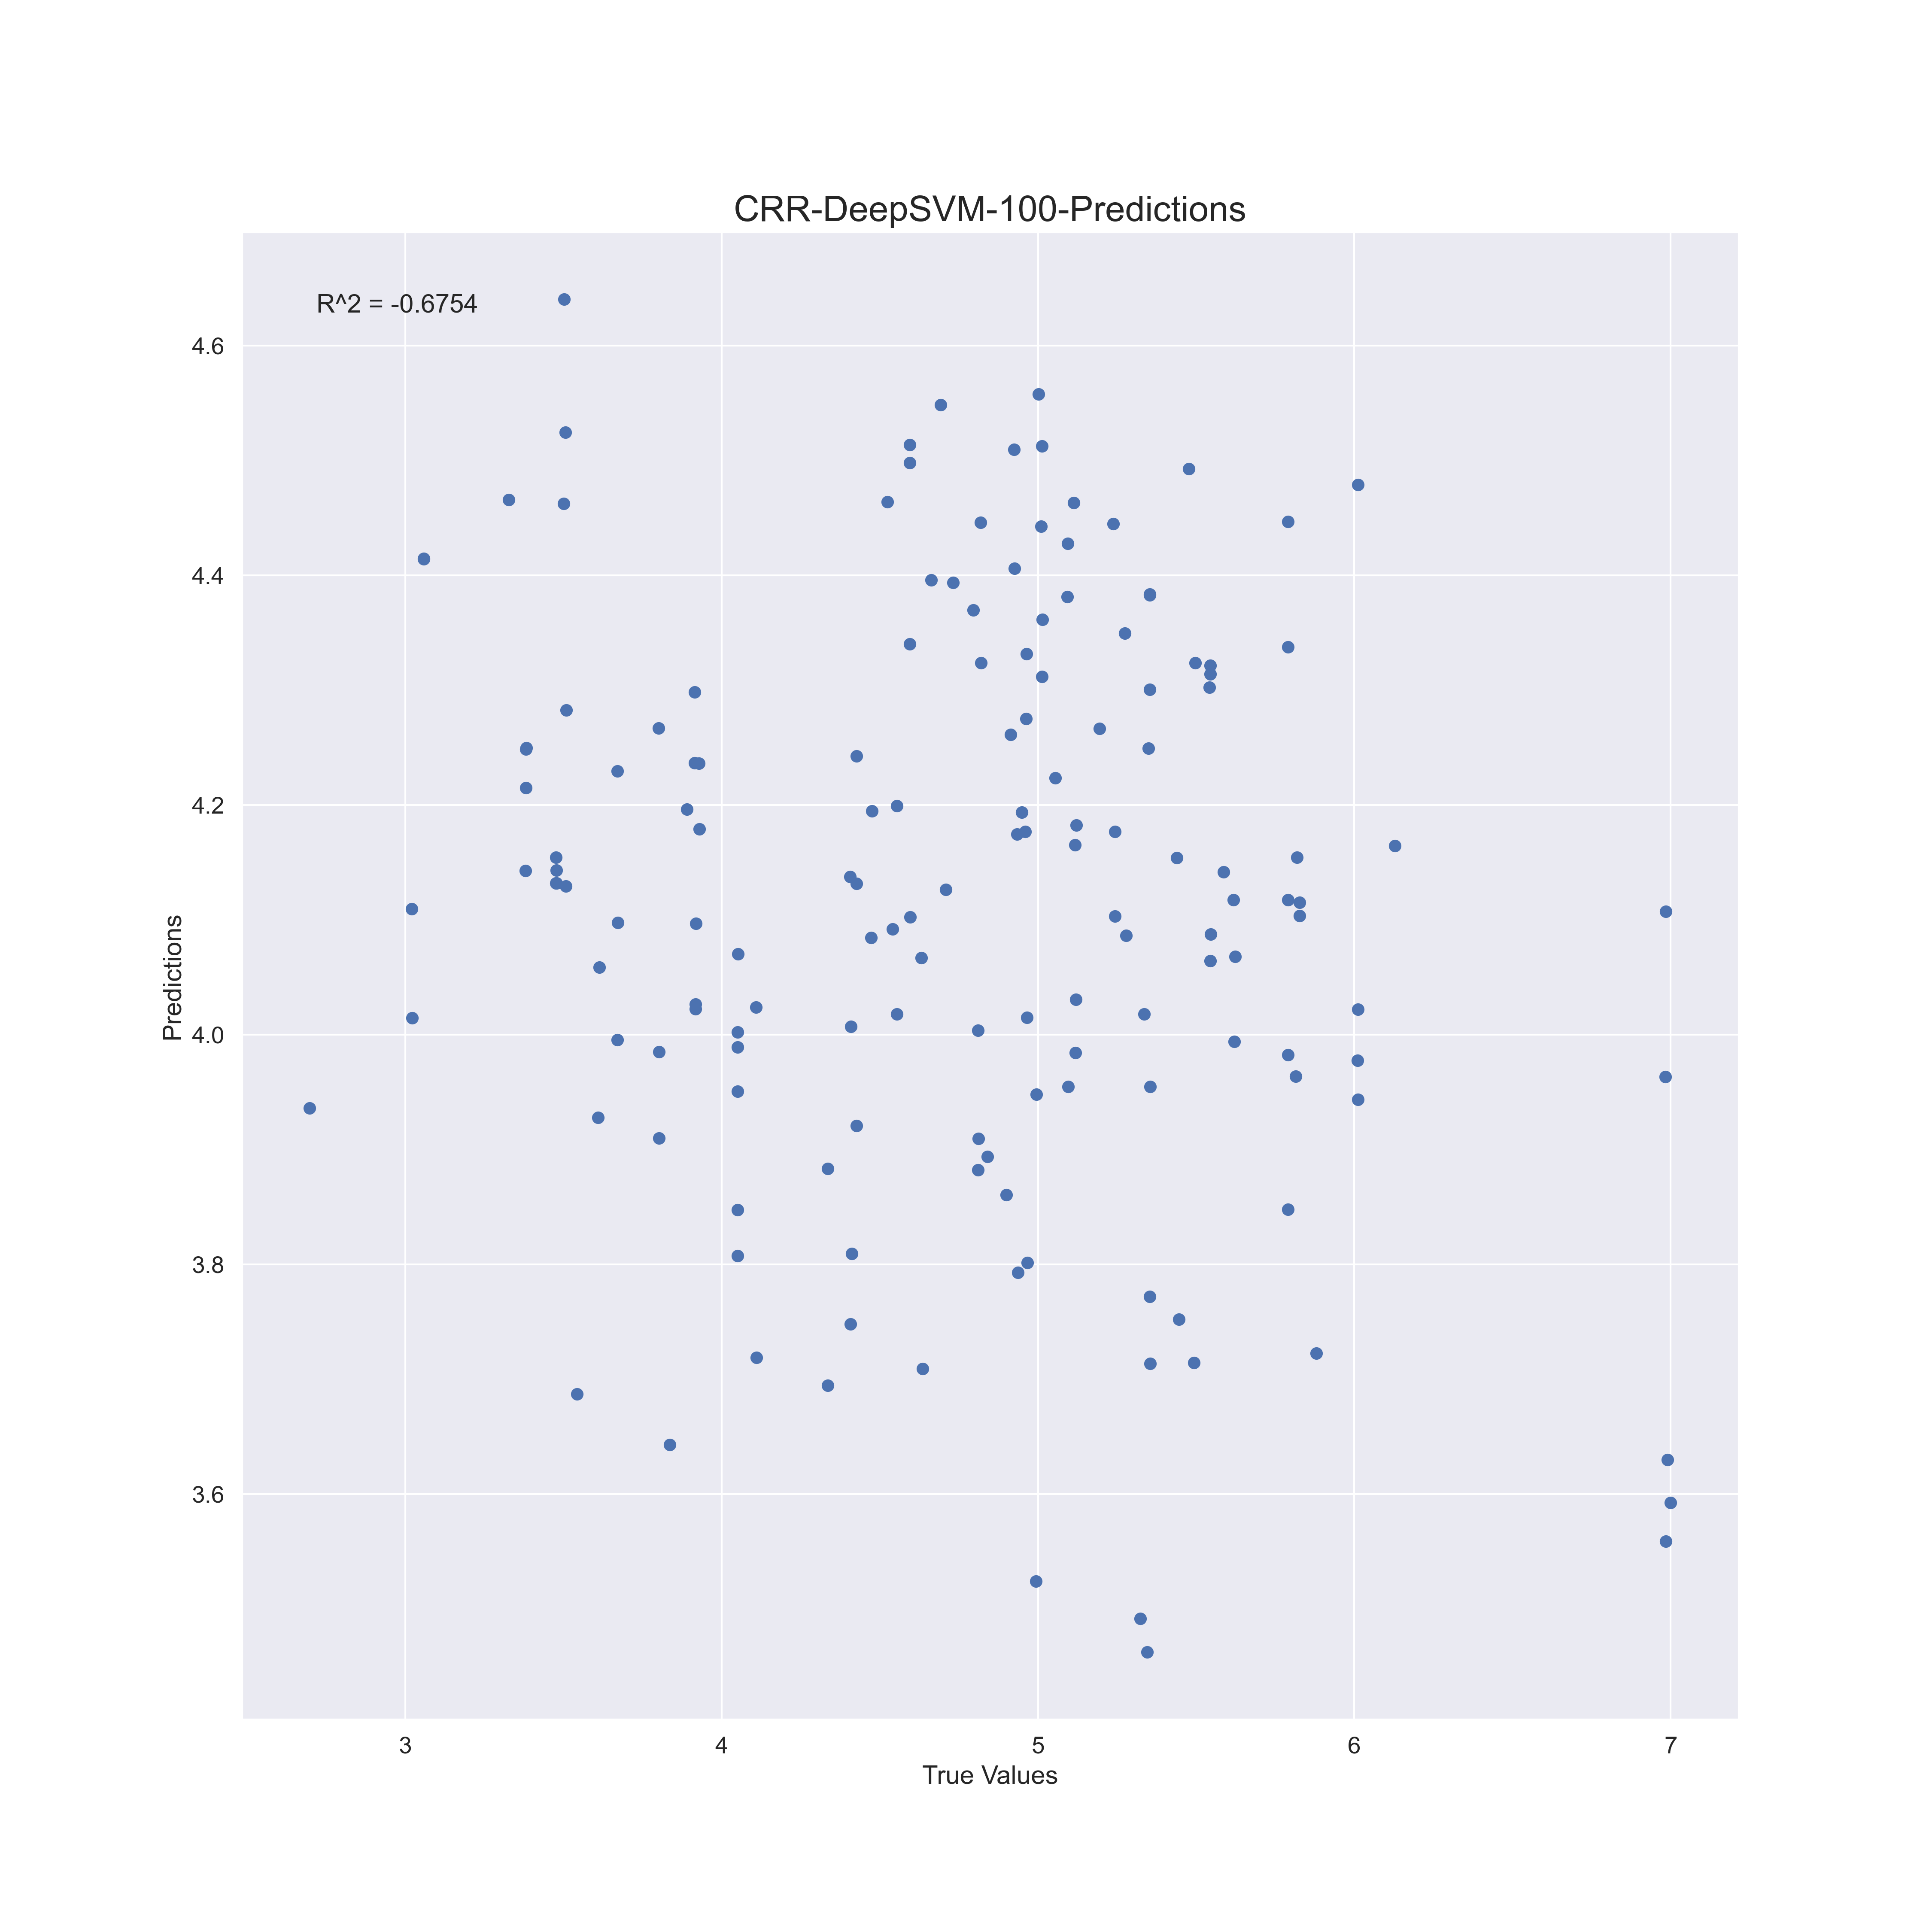 CRR-DeepSVM-100-Predictions
R^2 = -0.6754
4.6
4.4
4.2
4.0
3.8
3.6
Predictions
3 4 5 6 7
True Values